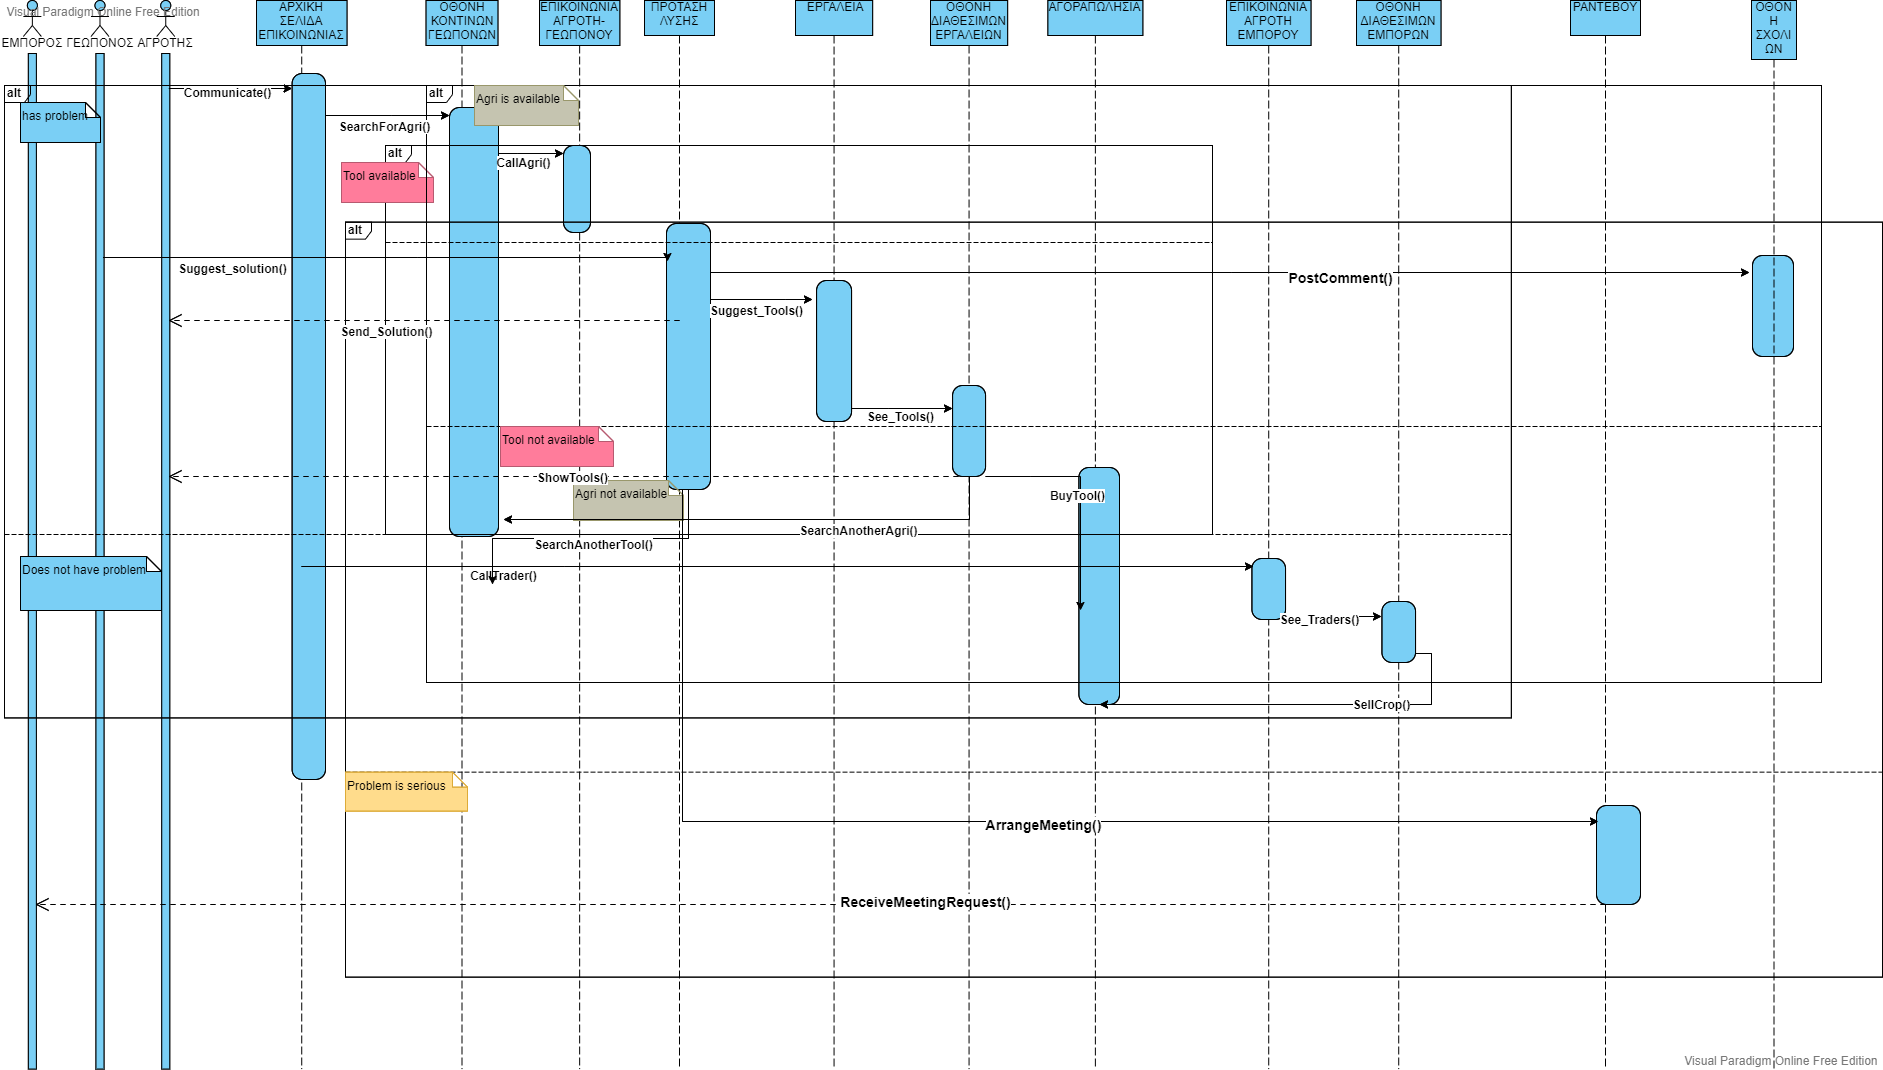 Visual Paradigm Online Free Edition
ΕΜΠΟΡΟΣ
ΓΕΩΠΟΝΟΣ
ΑΓΡΟΤΗΣ
ΑΡΧΙΚΗ
ΣΕΛΙΔΑ
ΕΠΙΚΟΙΝΩΝΙΑΣ
ΟΘΟΝΗ
ΚΟΝΤΙΝΩΝ
ΓΕΩΠΟΝΩΝ
ΕΠΙΚΟΙΝΩΝΙΑ
ΑΓΡΟΤΗ-
ΓΕΩΠΟΝΟΥ
ΠΡΟΤΑΣΗ
ΛΥΣΗΣ
ΕΡΓΑΛΕΙΑ
ΟΘΟΝΗ
ΔΙΑΘΕΣΙΜΩΝ
ΕΡΓΑΛΕΙΩΝ
ΑΓΟΡΑΠΩΛΗΣΙΑ
ΕΠΙΚΟΙΝΩΝΙΑ
ΑΓΡΟΤΗ
ΕΜΠΟΡΟΥ
ΟΘΟΝΗ
ΔΙΑΘΕΣΙΜΩΝ
ΕΜΠΟΡΩΝ
ΡΑΝΤΕΒΟΥ
ΟΘΟΝ
Η
ΣΧΟΛΙ
ΩΝ
alt
Communicate()
alt
Agri is available
has problem
SearchForAgri()
alt
CallAgri()
Tool available
alt
Suggest_solution()
PostComment()
Suggest_Tools()
Send_Solution()
See_Tools()
Tool not available
ShowTools()
Agri not available
BuyTool()
SearchAnotherAgri()
SearchAnotherTool()
Does not have problem
CallTrader()
See_Traders()
SellCrop()
Problem is serious
ArrangeMeeting()
ReceiveMeetingRequest()
Visual Paradigm Online Free Edition